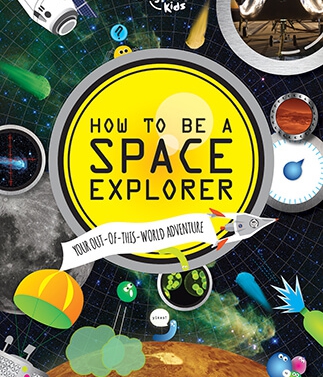 Kids
?
HOW TO BE A
SPACE
EXPLORER
YOUR OUT-OF-THIS-WORLD ADVENTURE